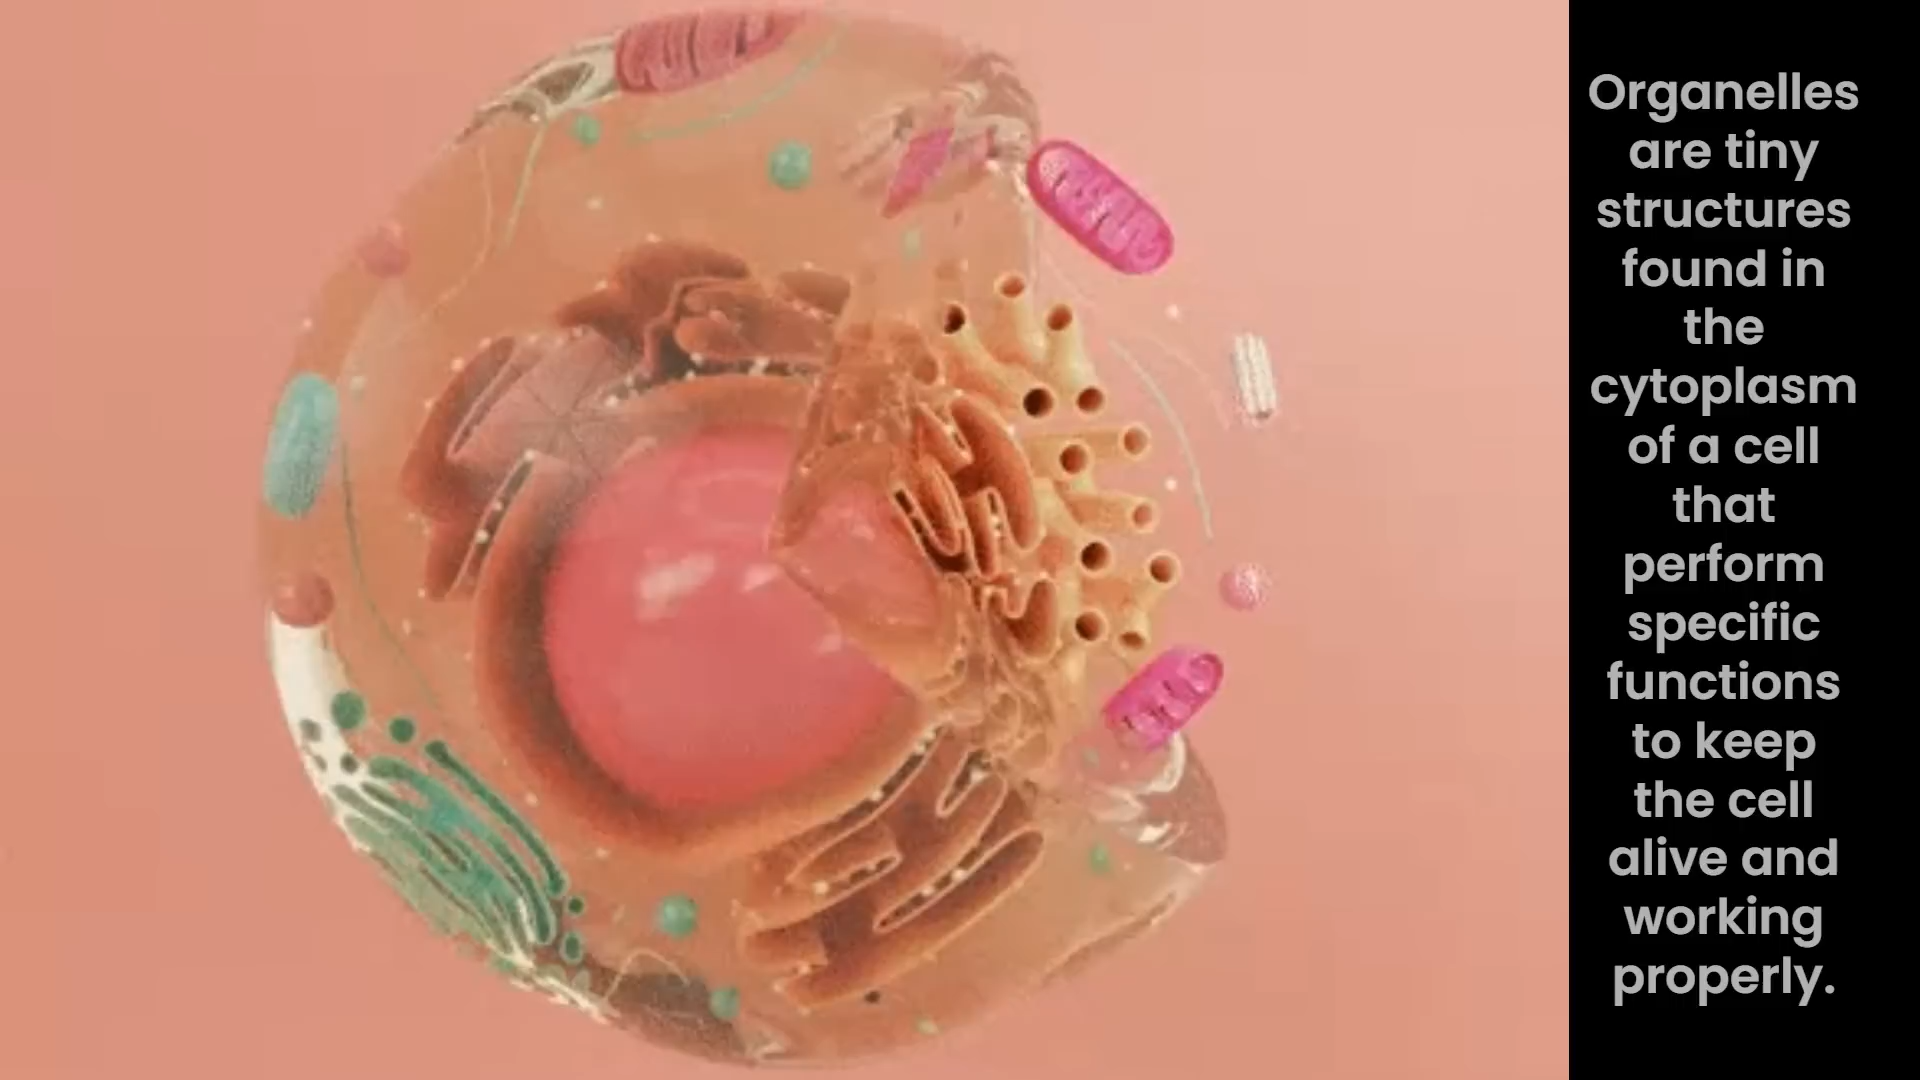 Organelles
are tiny
structures
found in
the
cytoplasm
of a cell
that
perform
specific
functions
to keep
the cell
alive and
working
properly.